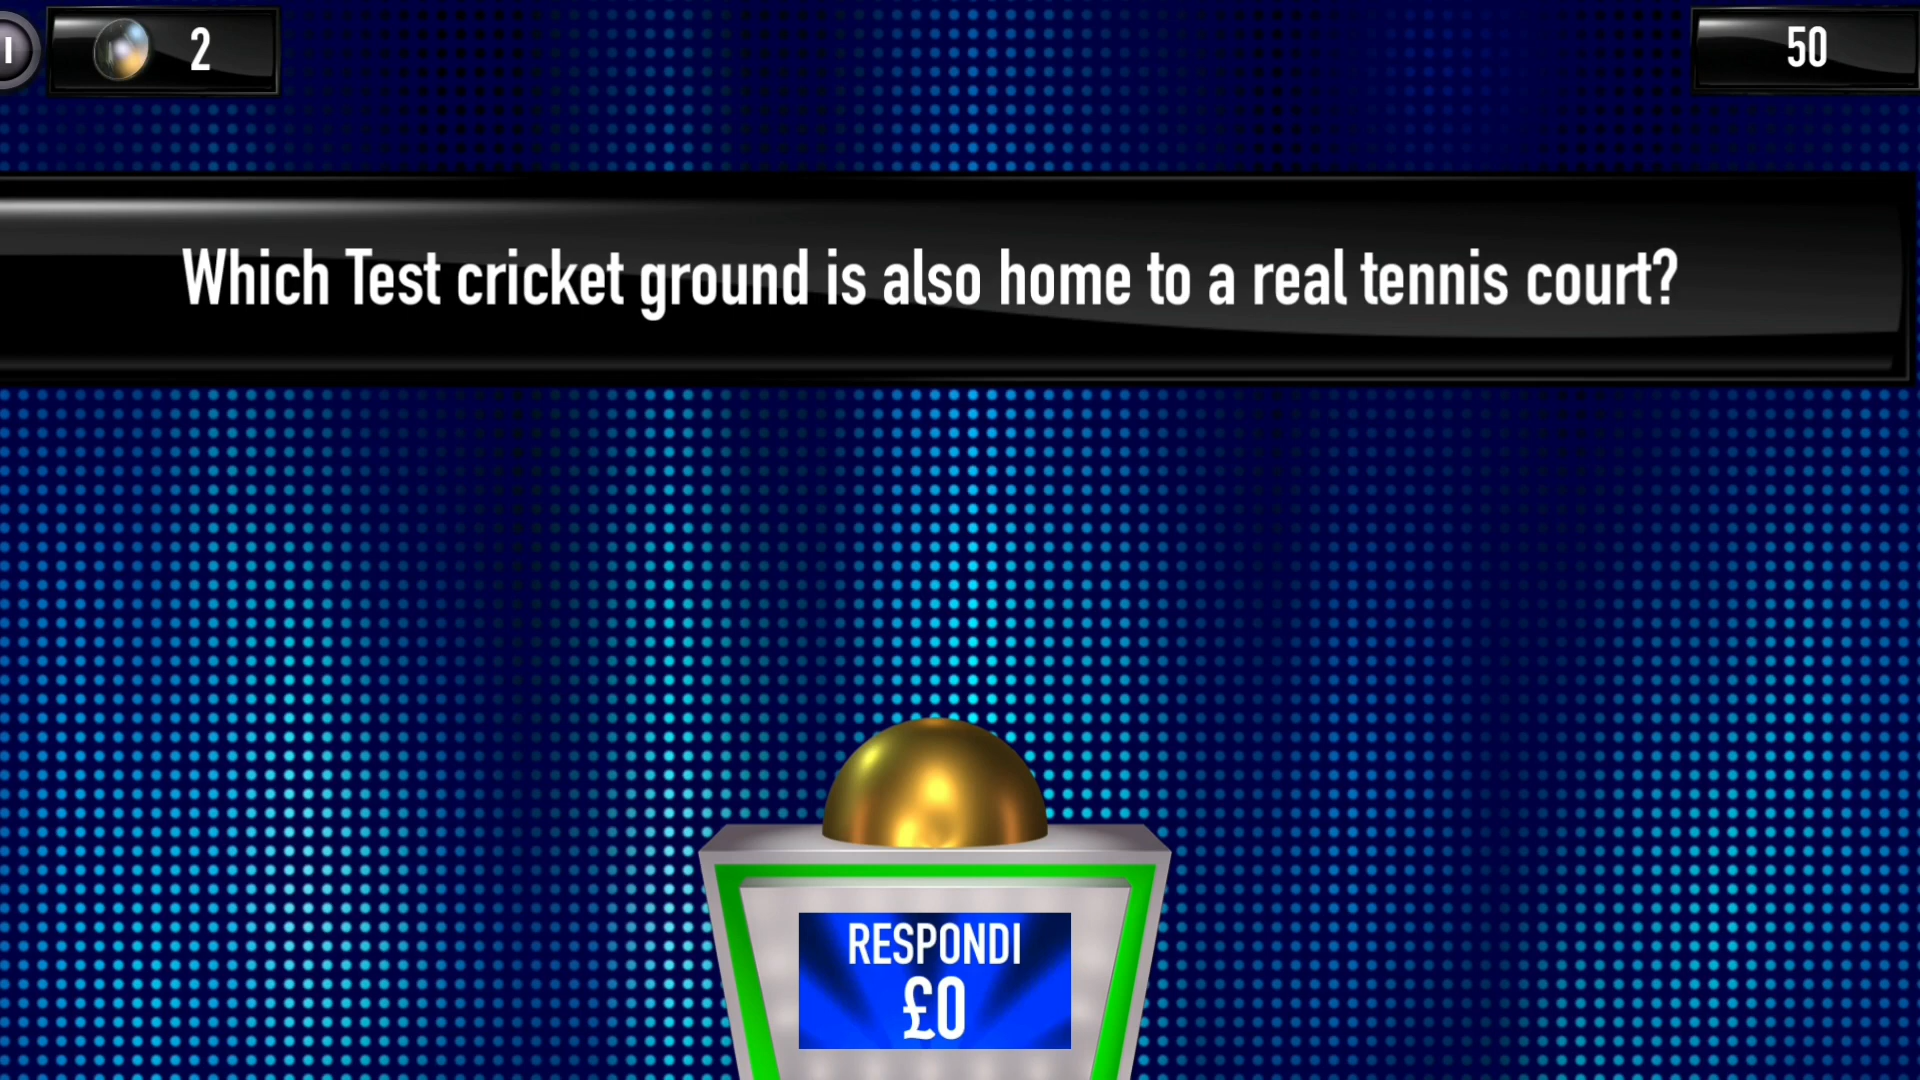 2
50
Which Test cricket ground is also home to a real tennis court?
RESPONDI
£0